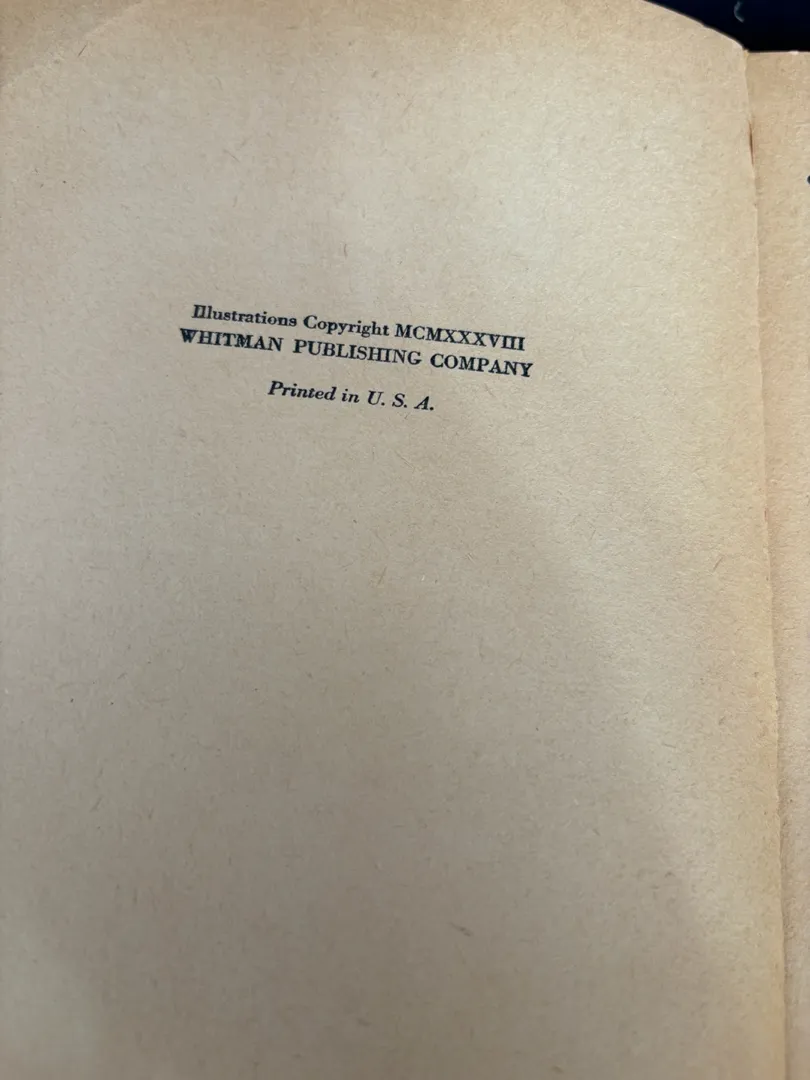 Illustrations Copyright MCMXXXVIII
WHITMAN PUBLISHING COMPANY
Printed in U. S. A.